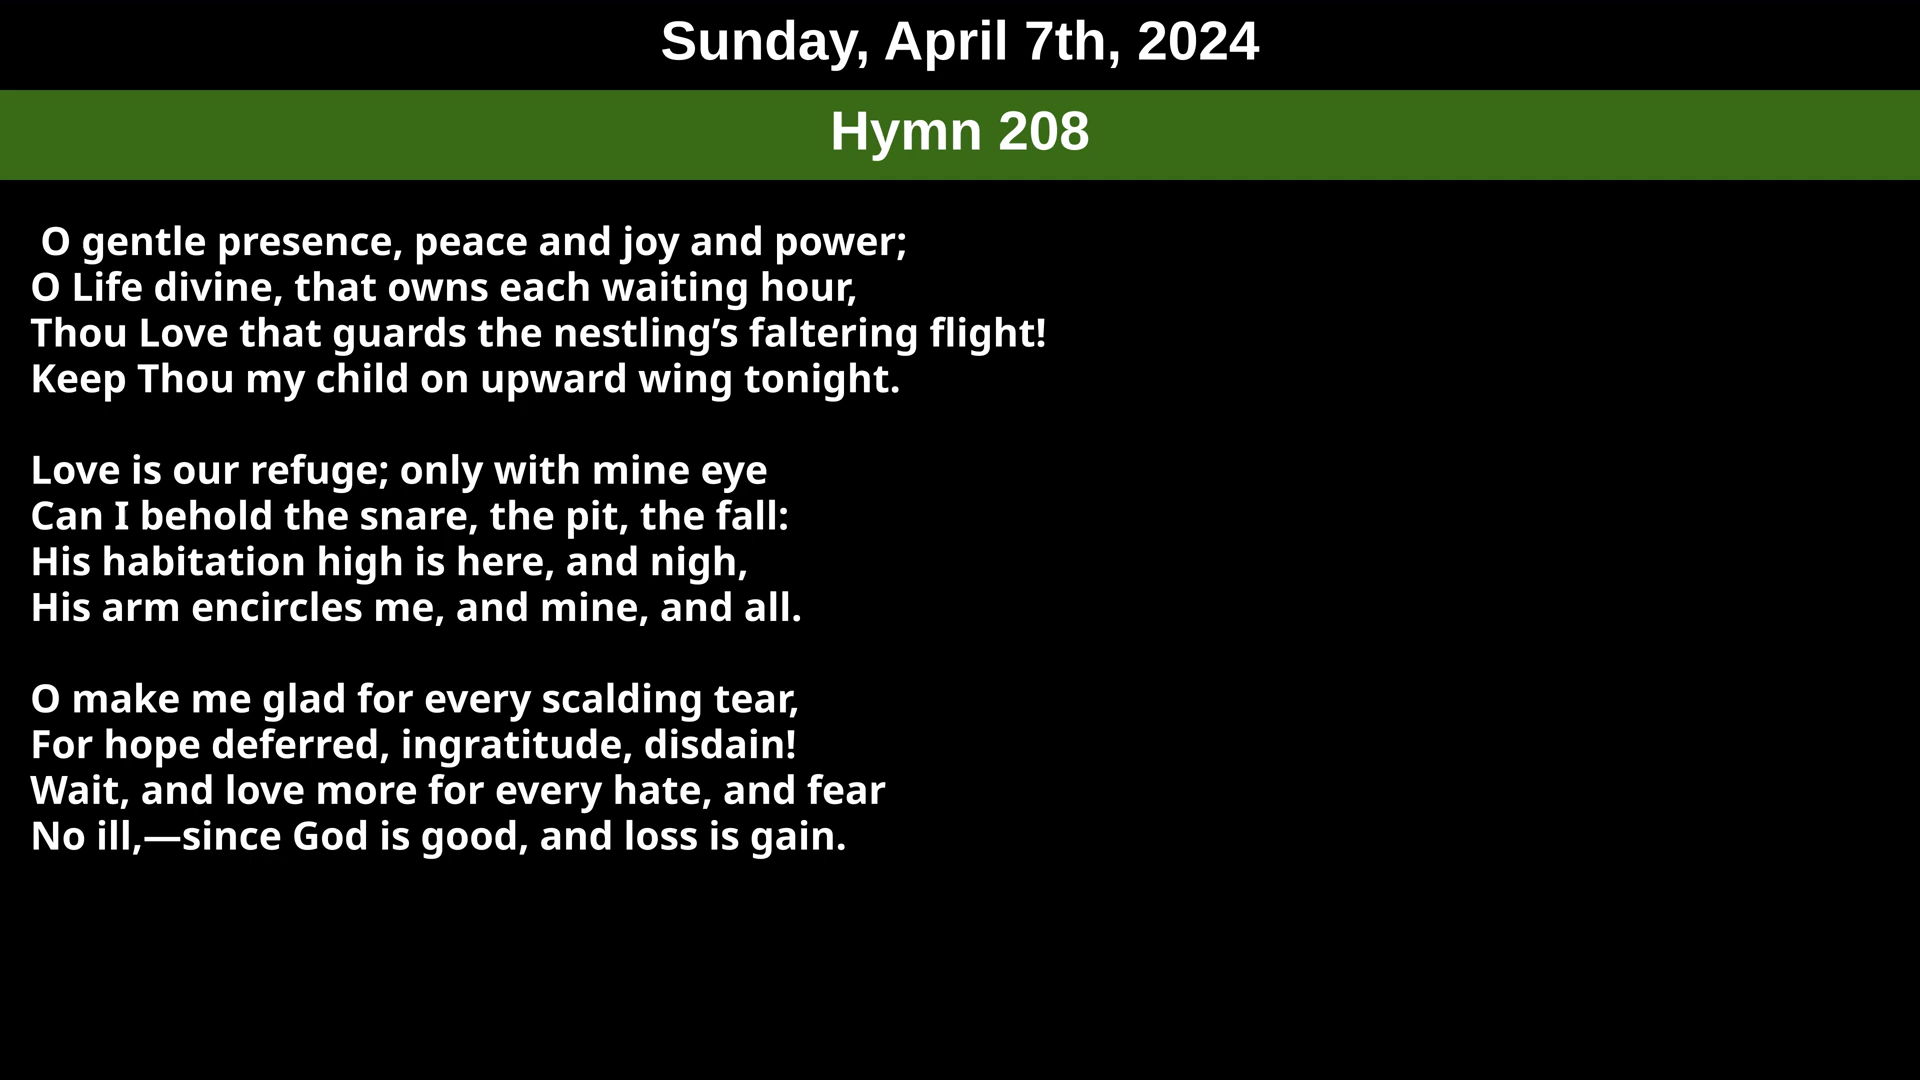 Sunday, April 7th, 2024
Hymn 208
O gentle presence, peace and joy and power;
O Life divine, that owns each waiting hour,
Thou Love that guards the nestling’s faltering flight!
Keep Thou my child on upward wing tonight.
Love is our refuge; only with mine eye
Can I behold the snare, the pit, the fall:
His habitation high is here, and nigh,
His arm encircles me, and mine, and all.
O make me glad for every scalding tear,
For hope deferred, ingratitude, disdain!
Wait, and love more for every hate, and fear
No ill,—since God is good, and loss is gain.